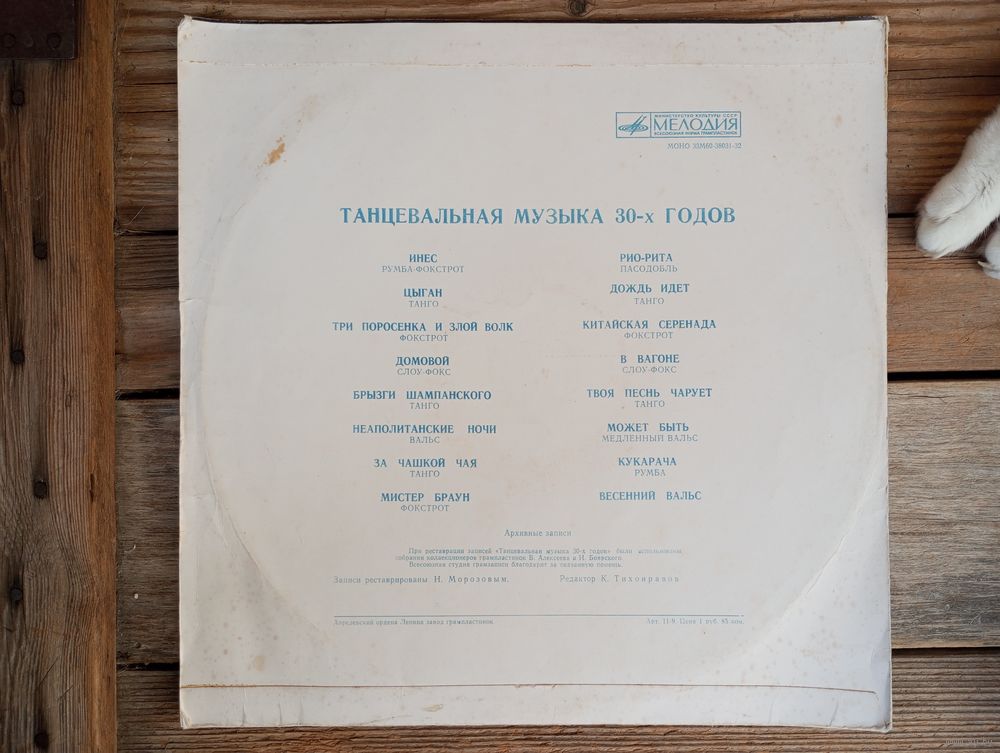 МИНИСТЕРСТВО КУЛЬТУРЫ СССР
МЕЛОДИЯ
ВСЕСОЮЗНАЯ ФИРМА ГРАМПЛАСТИНОК
МОНО 33М60-38031-32
ТАНЦЕВАЛЬНАЯ МУЗЫКА 30-х ГОДОВ
ИНЕС
РУМБА-ФОКСТРОТ
ЦЫГАН
ТАНГО
ТРИ ПОРОСЕНКА И ЗЛОЙ ВОЛК
ФОКСТРОТ
ДОМОВОЙ
СЛОУ-ФОКС
БРЫЗГИ ШАМПАНСКОГО
ТАНГО
НЕАПОЛИТАНСКИЕ НОЧИ
ВАЛЬС
ЗА ЧАШКОЙ ЧАЯ
ТАНГО
МИСТЕР БРАУН
ФОКСТРОТ
РИО-РИТА
ПАСОДОБЛЬ
ДОЖДЬ ИДЕТ
ТАНГО
КИТАЙСКАЯ СЕРЕНАДА
ФОКСТРОТ
В ВАГОНЕ
СЛОУ-ФОКС
ТВОЯ ПЕСНЬ ЧАРУЕТ
ТАНГО
МОЖЕТ БЫТЬ
МЕДЛЕННЫЙ ВАЛЬС
КУКАРАЧА
РУМБА
ВЕСЕННИЙ ВАЛЬС
Архивные записи
При реставрации записей «Танцевальная музыка 30-х годов» были использованы
собрания коллекционеров грампластинок В. Алексеева и И. Боярского.
Всесоюзная студия грамзаписи благодарит за оказанную помощь.
Записи реставрированы Н. Морозовым.
Редактор К. Тихонравов
Апрелевский ордена Ленина завод грампластинок
Арт. 11-9. Цена 1 руб. 85 коп.